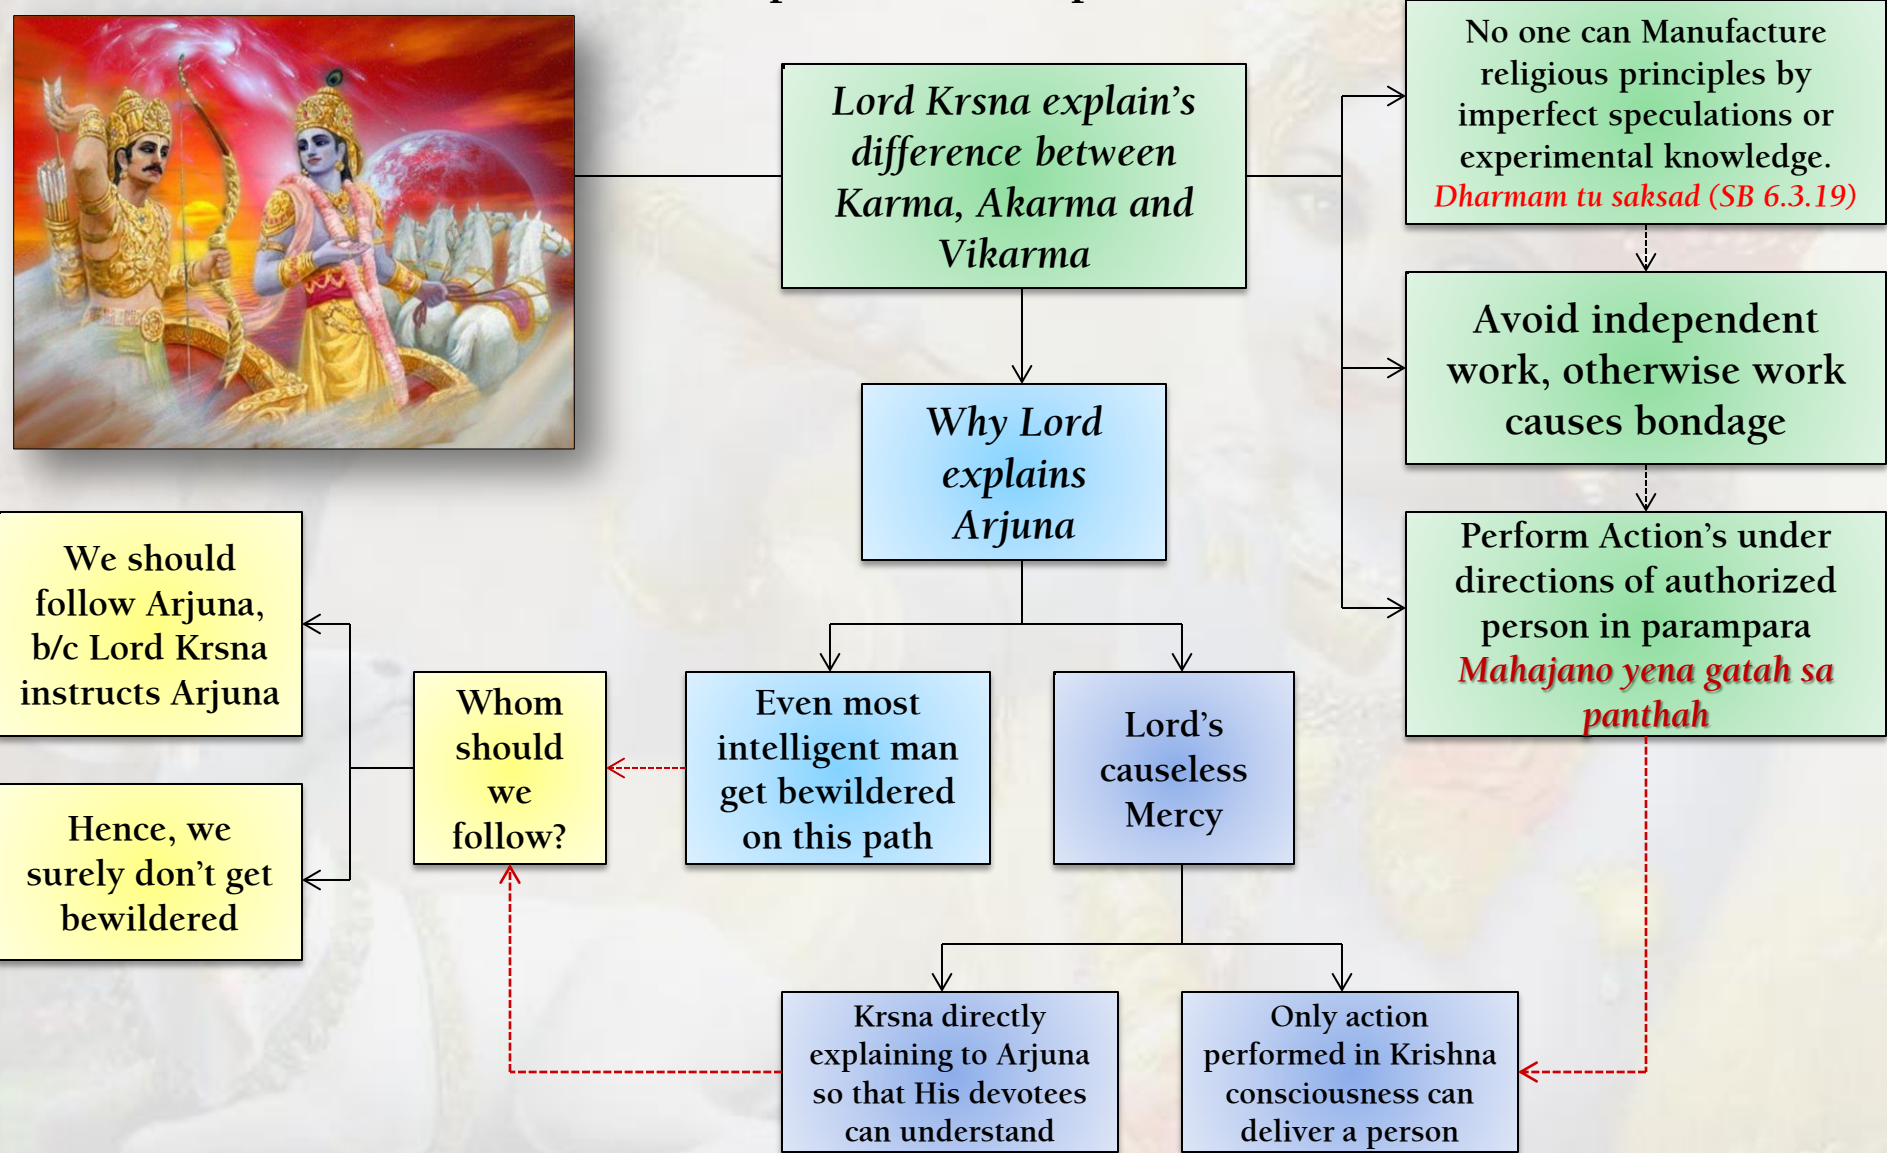 Lord Krsna explain's
difference between
Karma, Akarma and
Vikarma
No one can Manufacture
religious principles by
imperfect speculations or
experimental knowledge.
Dharmam tu saksad (SB 6.3.19)
Avoid independent
work, otherwise work
causes bondage
Perform Action's under
directions of authorized
person in parampara
Mahajano yena gatah sa
panthah
Why Lord
explains
Arjuna
Even most
intelligent man
get bewildered
on this path
Lord's
causeless
Mercy
Whom
should
we
follow?
We should
follow Arjuna,
b/c Lord Krsna
instructs Arjuna
Hence, we
surely don't get
bewildered
Krsna directly
explaining to Arjuna
so that His devotees
can understand
Only action
performed in Krishna
consciousness can
deliver a person